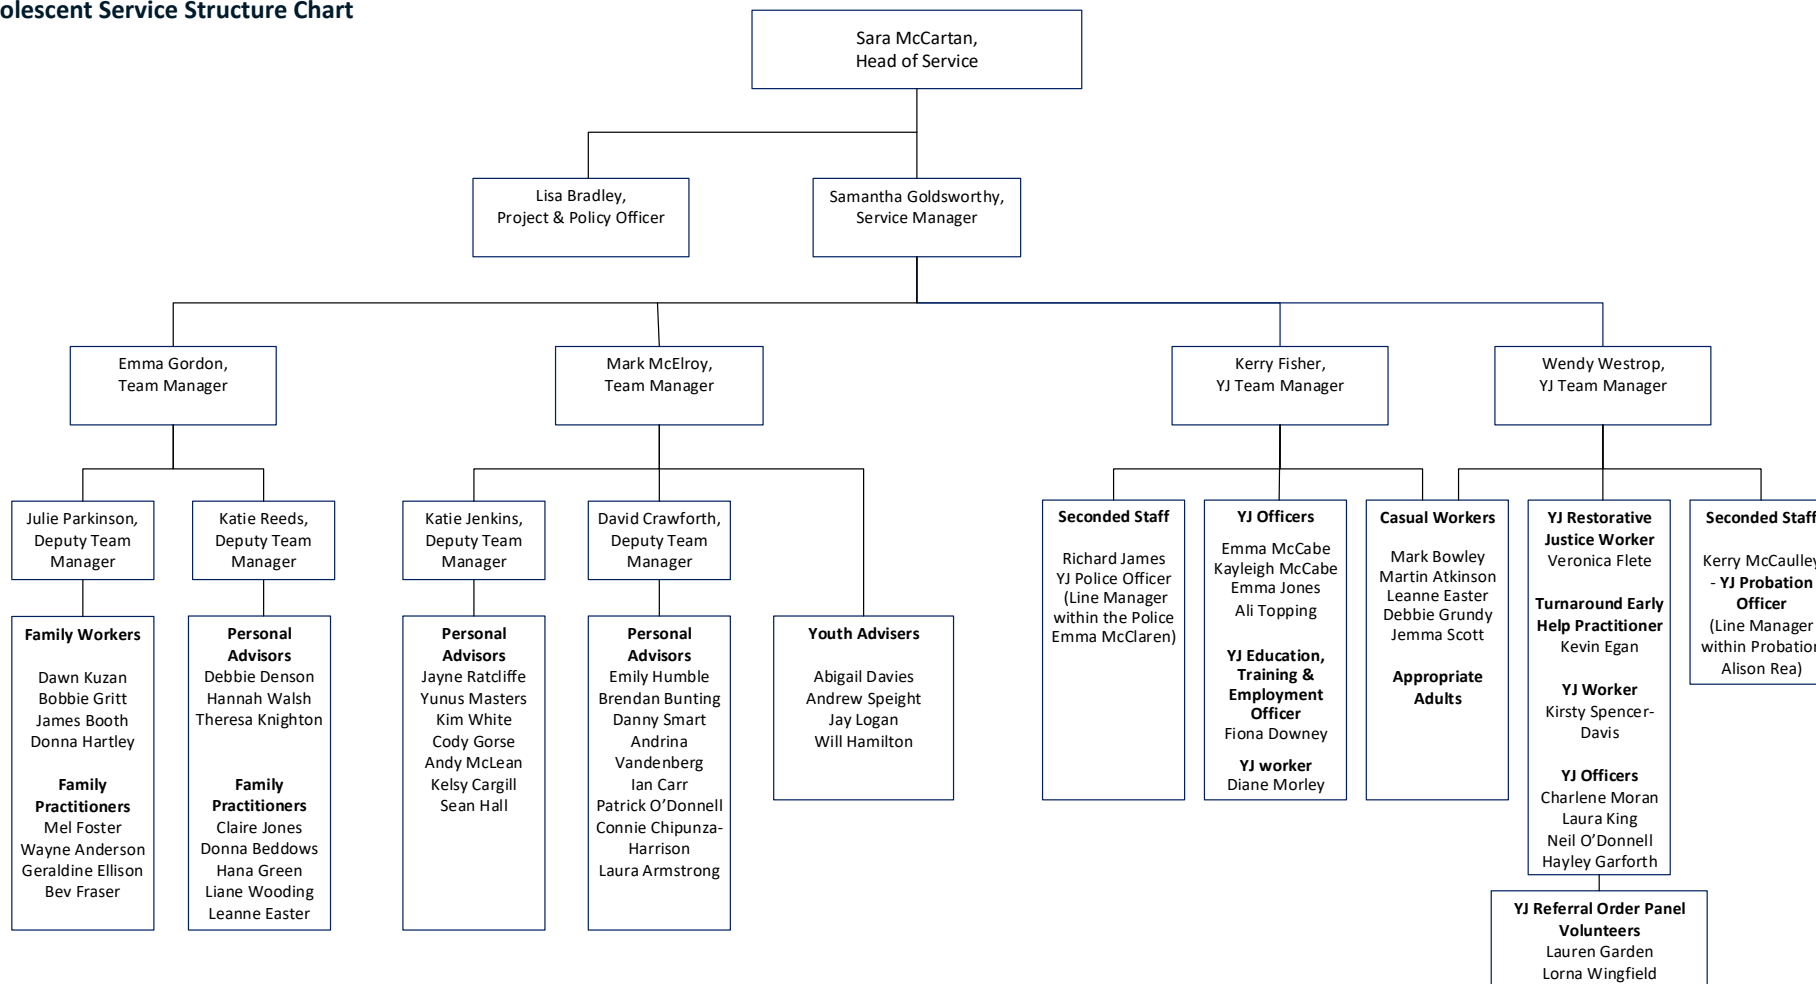 olescent Service Structure Chart
Sara McCartan,
Head of Service
Lisa Bradley,
Project & Policy Officer
Samantha Goldsworthy,
Service Manager
Emma Gordon,
Team Manager
Mark McElroy,
Team Manager
Kerry Fisher,
YJ Team Manager
Wendy Westrop,
YJ Team Manager
Julie Parkinson,
Deputy Team
Manager
Katie Reeds,
Deputy Team
Manager
Katie Jenkins,
Deputy Team
Manager
David Crawforth,
Deputy Team
Manager
Family Workers
Dawn Kuzan
Bobbie Gritt
James Booth
Donna Hartley
Family
Practitioners
Mel Foster
Wayne Anderson
Geraldine Ellison
Bev Fraser
Personal
Advisors
Debbie Denson
Hannah Walsh
Theresa Knighton
Family
Practitioners
Claire Jones
Donna Beddows
Hana Green
Liane Wooding
Leanne Easter
Personal
Advisors
Jayne Ratcliffe
Yunus Masters
Kim White
Cody Gorse
Andy McLean
Kelsy Cargill
Sean Hall
Personal
Advisors
Emily Humble
Brendan Bunting
Danny Smart
Andrina
Vandenberg
Ian Carr
Patrick O’Donnell
Connie Chipunza-
Harrison
Laura Armstrong
Youth Advisers
Abigail Davies
Andrew Speight
Jay Logan
Will Hamilton
Seconded Staff
Richard James
YJ Police Officer
(Line Manager
within the Police
Emma McClaren)
YJ Officers
Emma McCabe
Kayleigh McCabe
Emma Jones
Ali Topping
YJ Education,
Training &
Employment
Officer
Fiona Downey
YJ worker
Diane Morley
Casual Workers
Mark Bowley
Martin Atkinson
Leanne Easter
Debbie Grundy
Jemma Scott
Appropriate
Adults
YJ Restorative
Justice Worker
Veronica Flete
Turnaround Early
Help Practitioner
Kevin Egan
YJ Worker
Kirsty Spencer-
Davis
YJ Officers
Charlene Moran
Laura King
Neil O’Donnell
Hayley Garforth
YJ Referral Order Panel
Volunteers
Lauren Garden
Lorna Wingfield
Seconded Staff
Kerry McCaulley
- YJ Probation
Officer
(Line Manager
within Probation
Alison Rea)